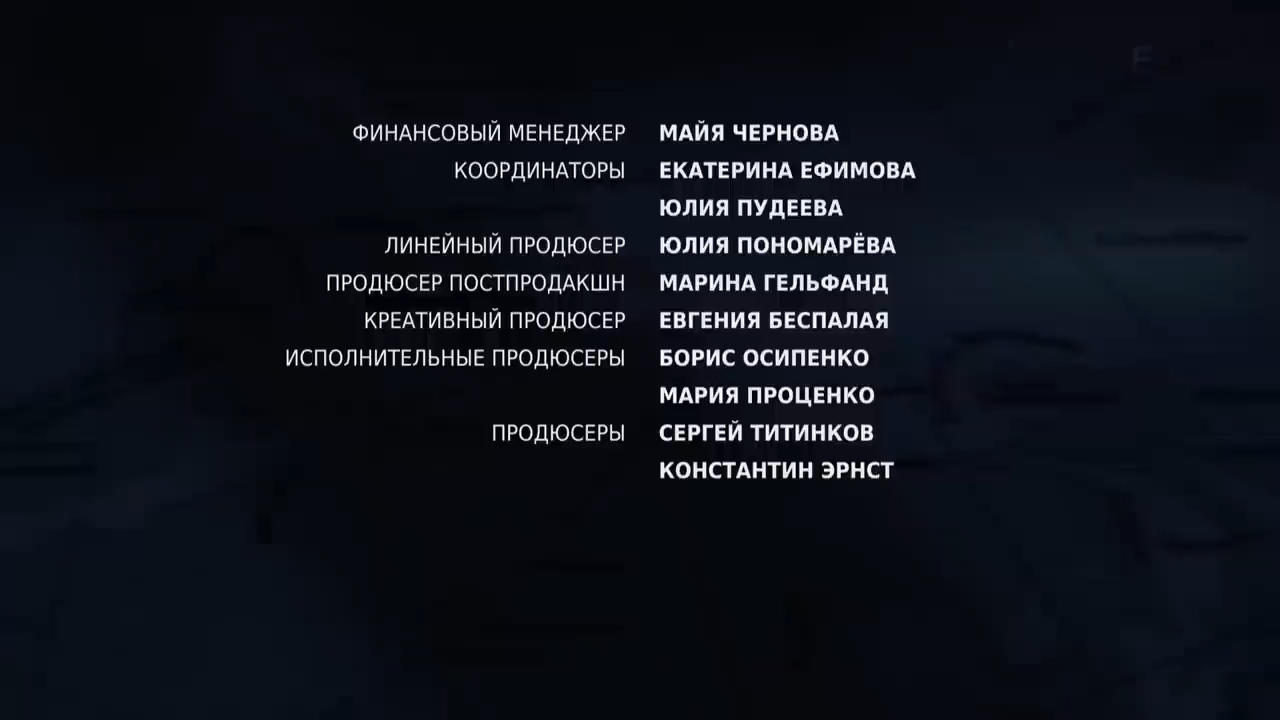 ФИНАНСОВЫЙ МЕНЕДЖЕР МАЙЯ ЧЕРНОВА
КООРДИНАТОРЫ ЕКАТЕРИНА ЕФИМОВА
ЮЛИЯ ПУДЕЕВА
ЛИНЕЙНЫЙ ПРОДЮСЕР ЮЛИЯ ПОНОМАРЁВА
ПРОДЮСЕР ПОСТПРОДАКШН МАРИНА ГЕЛЬФАНД
КРЕАТИВНЫЙ ПРОДЮСЕР ЕВГЕНИЯ БЕСПАЛАЯ
ИСПОЛНИТЕЛЬНЫЕ ПРОДЮСЕРЫ БОРИС ОСИПЕНКО
МАРИЯ ПРОЦЕНКО
ПРОДЮСЕРЫ СЕРГЕЙ ТИТИНКОВ
КОНСТАНТИН ЭРНСТ